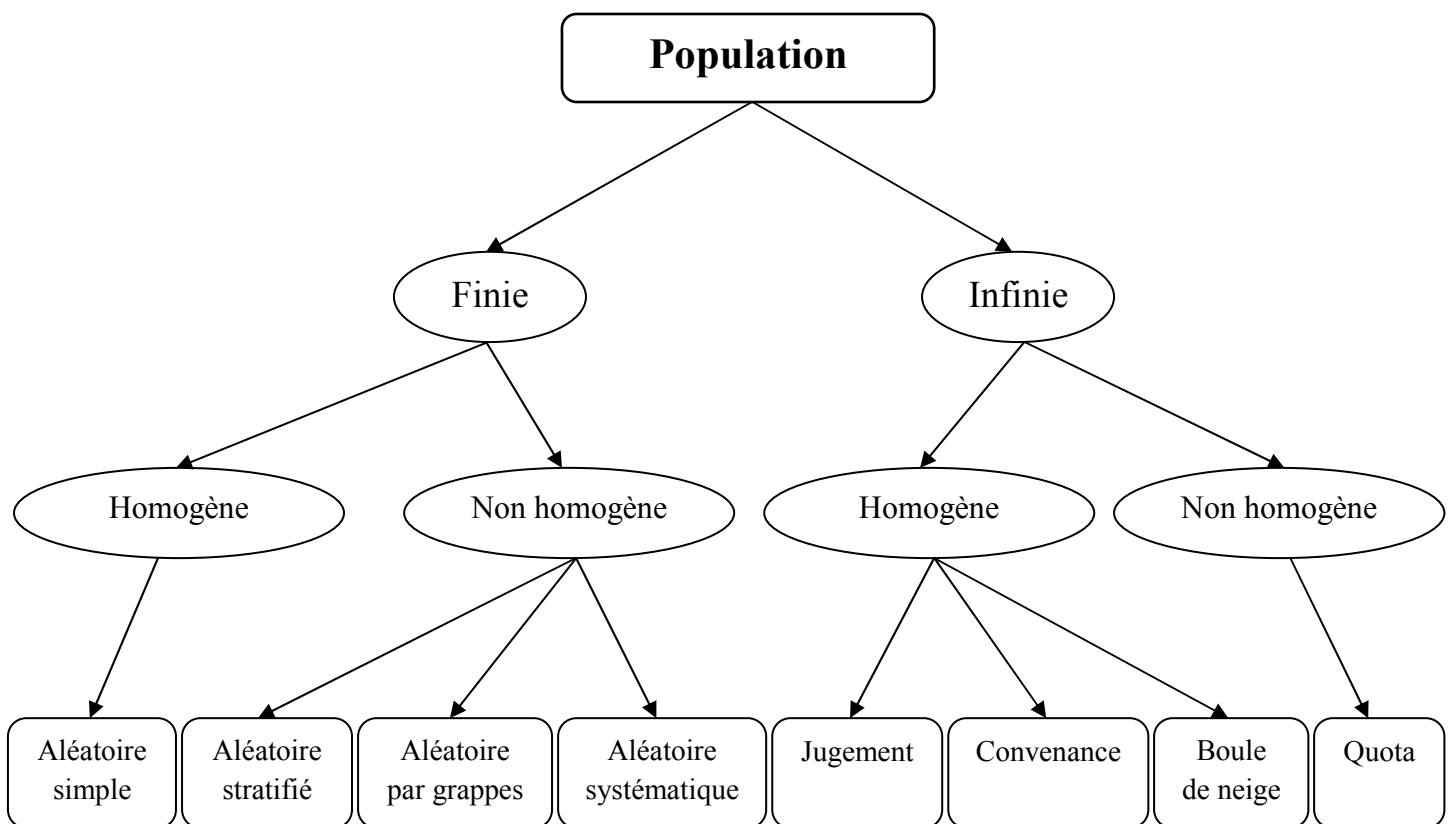 Population
Finie
Infinie
Homogène
Non homogène
Homogène
Non homogène
Aléatoire
simple
Aléatoire
stratifié
Aléatoire
par grappes
Aléatoire
systématique
Jugement
Convenance
Boule
de neige
Quota